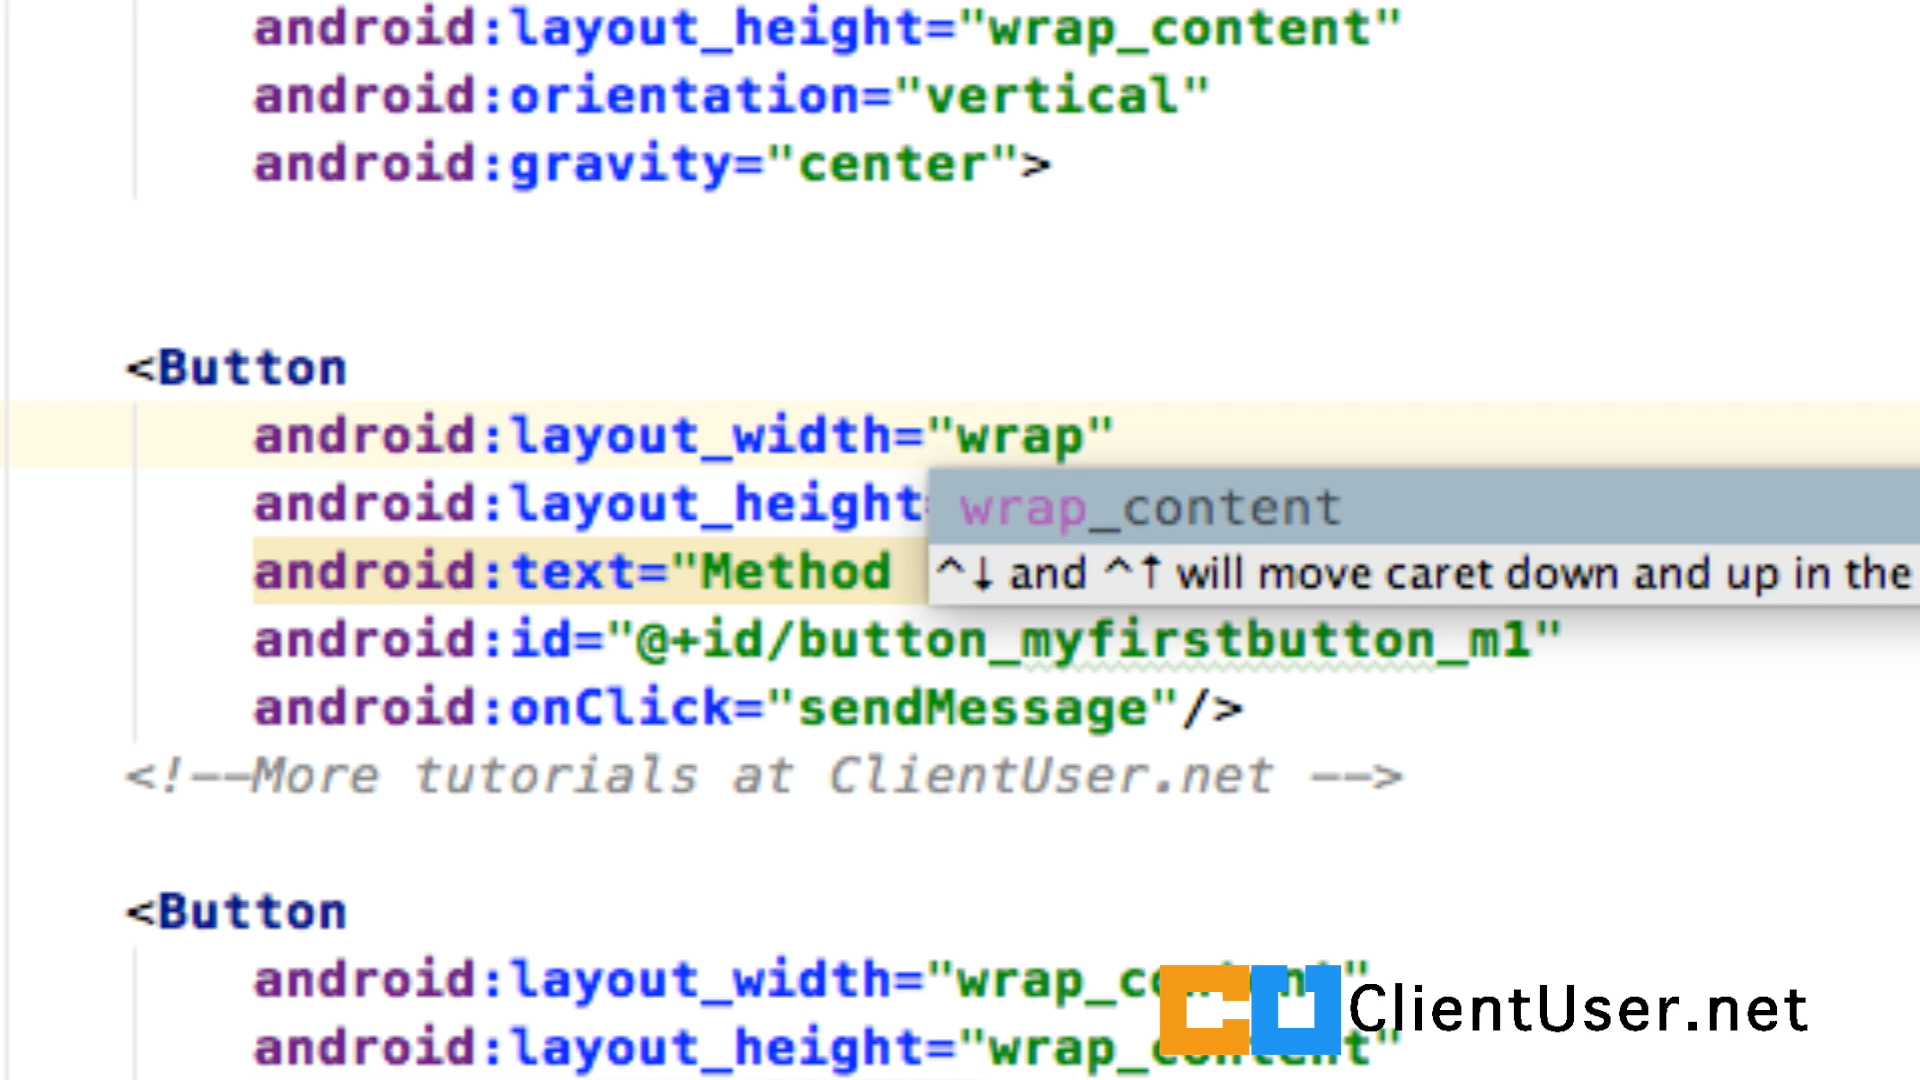 android:layout_height="wrap_content"
android:orientation="vertical"
android:gravity="center">
<Button
android:layout_width="wrap"
android:layout_height
wrap_content
android:text="Method
^↓ and ^↑ will move caret down and up in the
android:id="@+id/button_myfirstbutton_m1"
android:onClick="sendMessage"/>
<!--More tutorials at ClientUser.net -->
<Button
android:layout_width="wrap_content"
ClientUser.net
android:layout_height="wrap_content"